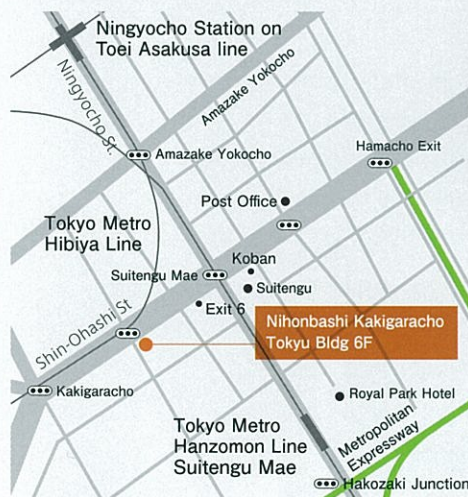 Ningyocho Station on
Toei Asakusa line
Ningyocho St.
Amazake Yokocho
Amazake Yokocho
Hamacho Exit
Post Office
Tokyo Metro
Hibiya Line
Koban
Suitengu Mae
Suitengu
Exit 6
Shin-Ohashi St
Nihonbashi Kakigaracho
Tokyu Bldg 6F
Kakigaracho
Royal Park Hotel
Tokyo Metro
Hanzomon Line
Suitengu Mae
Metropolitan
Expressway
Hakozaki Junction